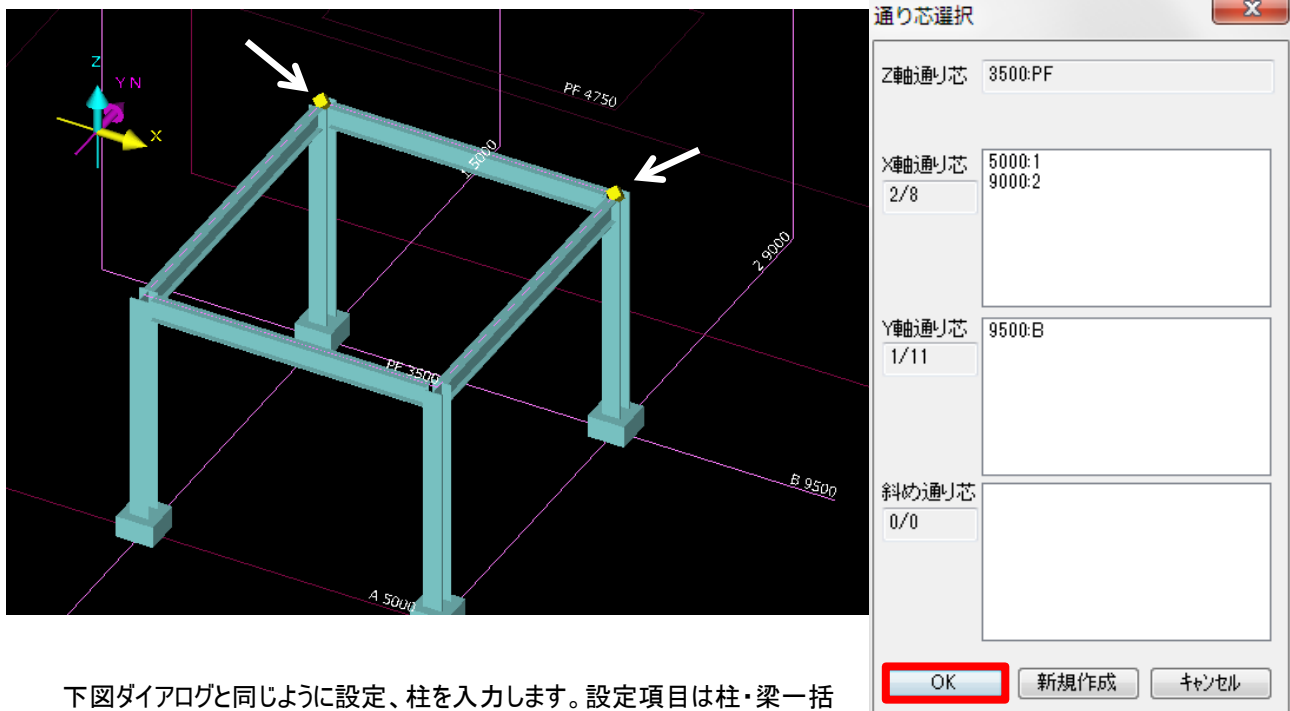 Z
Y N
X
PF 4750
1 5000
2 9000
PF 3500
B 9500
A 5000
通り芯選択
X
Z軸通り芯 3500:PF
X軸通り芯 5000:1
2/8 9000:2
Y軸通り芯 9500:B
1/11
斜め通り芯
0/0
OK 新規作成 キャンセル
下図ダイアログと同じように設定、柱を入力します。設定項目は柱・梁一括